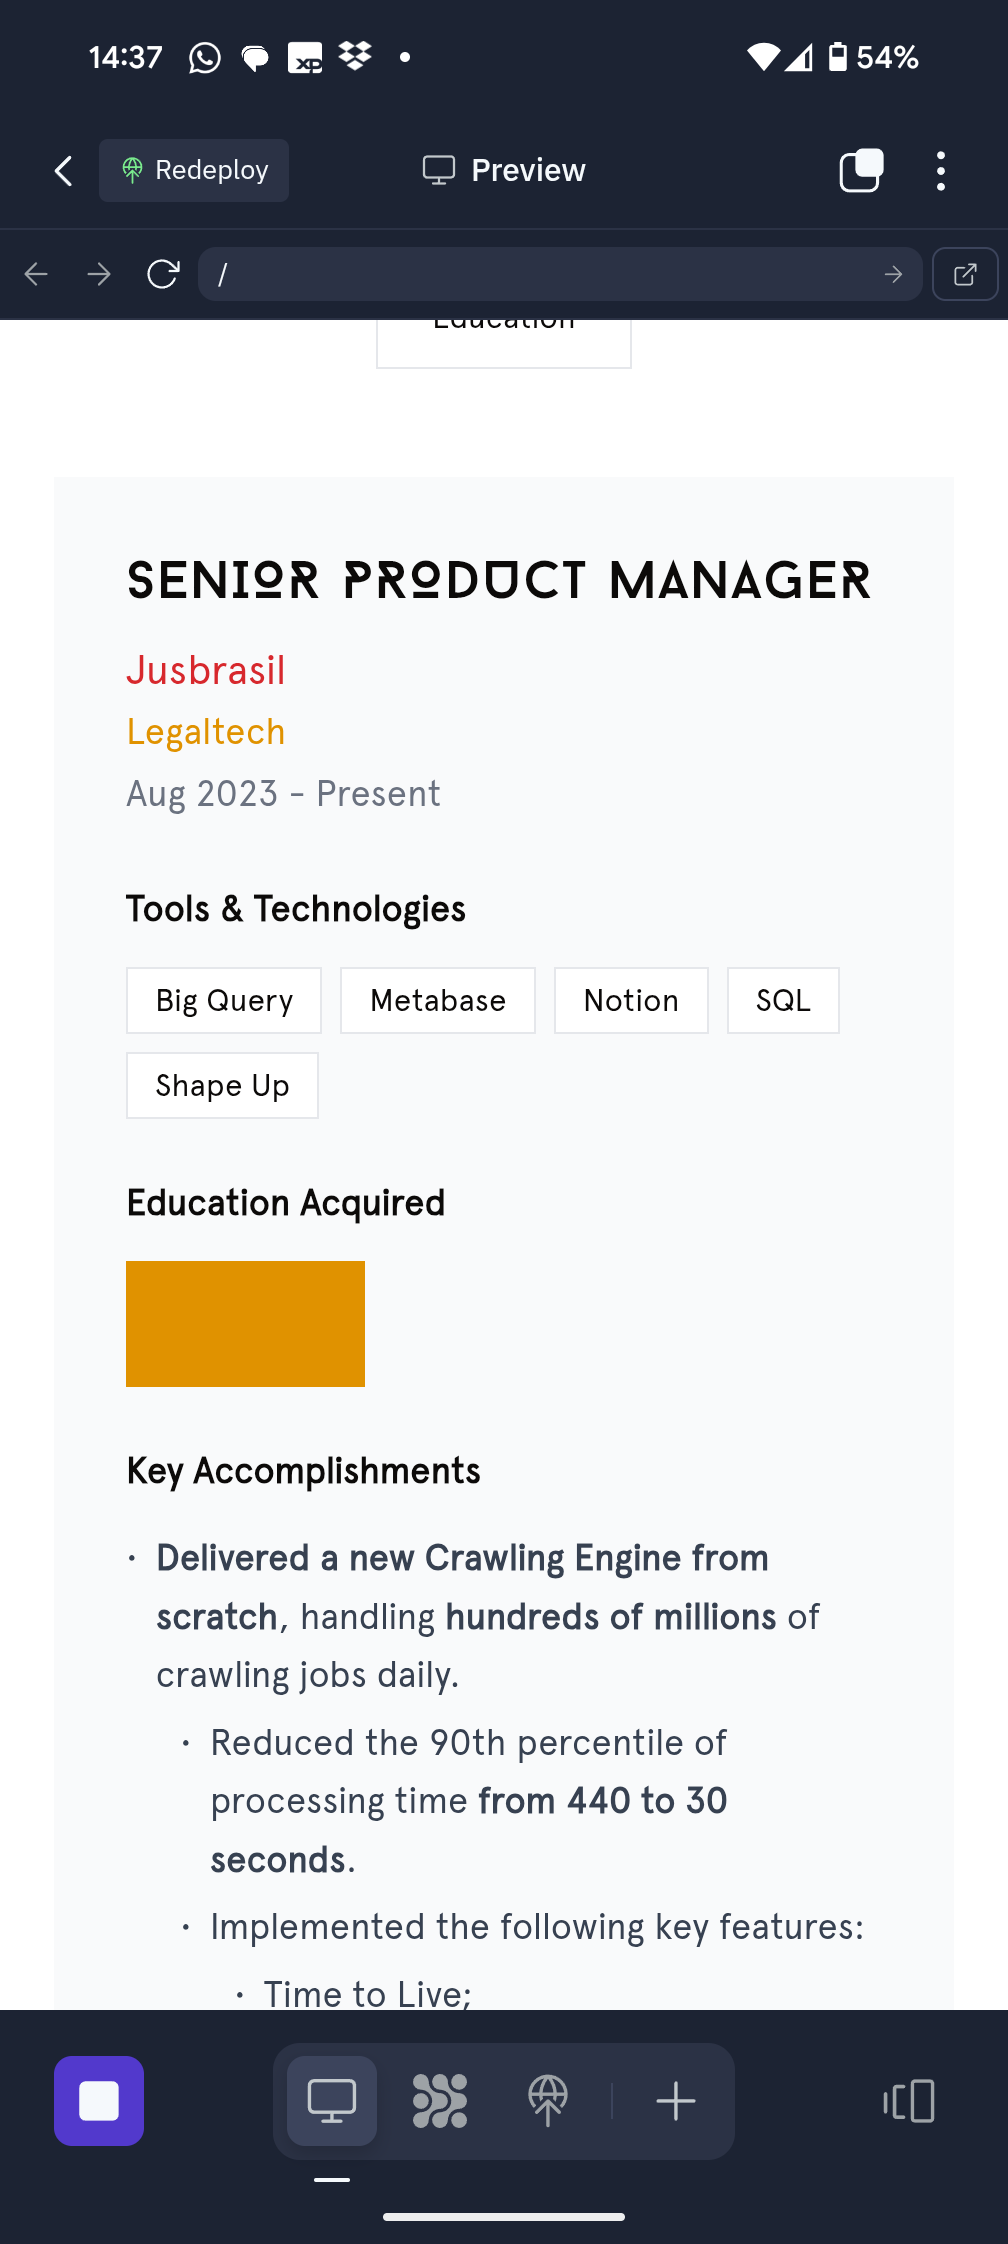 14:37
54%
Redeploy
Preview
/
Education
SENIOR PRODUCT MANAGER
Jusbrasil
Legaltech
Aug 2023 - Present
Tools & Technologies
Big Query
Metabase
Notion
SQL
Shape Up
Education Acquired
Key Accomplishments
· Delivered a new Crawling Engine from
scratch, handling hundreds of millions of
crawling jobs daily.
· Reduced the 90th percentile of
processing time from 440 to 30
seconds.
· Implemented the following key features:
· Time to Live;